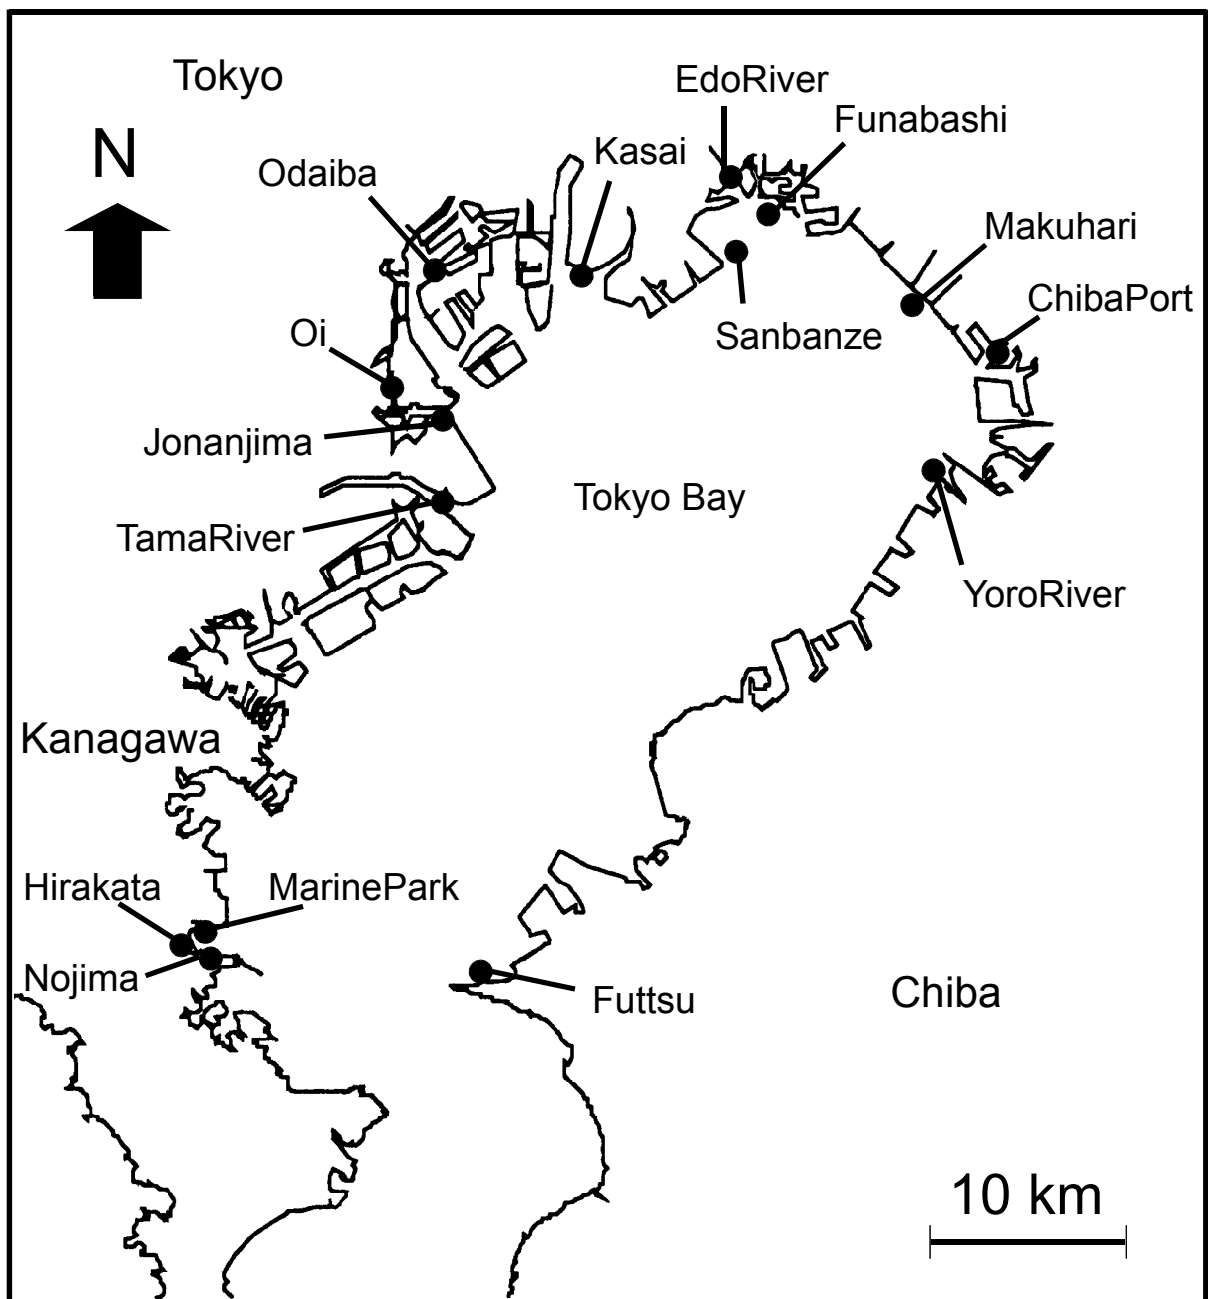 Tokyo
EdoRiver
Funabashi
N
Kasai
Odaiba
Makuhari
ChibaPort
Oi
Sanbanze
Jonanjima
Tokyo Bay
TamaRiver
YoroRiver
Kanagawa
Hirakata
MarinePark
Nojima
Futtsu
Chiba
10 km